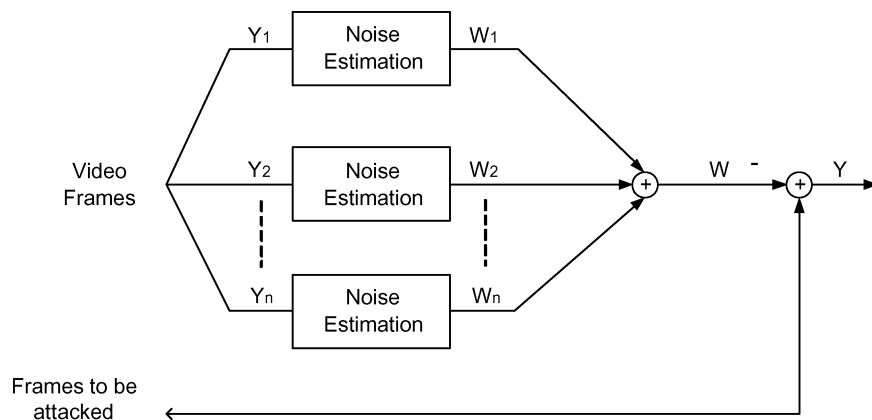 Y1
Noise
Estimation
W1
Video
Frames
Y2
Noise
Estimation
W2
+
W
-
+
Y
Yn
Noise
Estimation
Wn
Frames to be
attacked